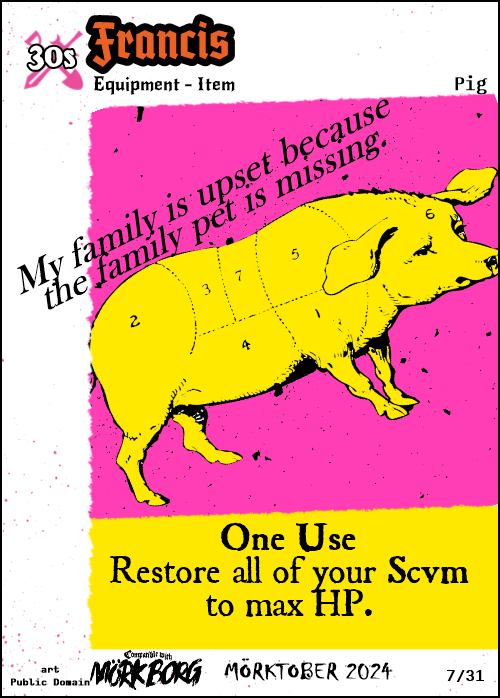 30s
Francis
Equipment - Item
Pig
My family is upset because
the family pet is missing.
6
5
7
3
2
1
4
One Use
Restore all of your Scvm
to max HP.
art
Public Domain
Compatible with
MÖRK BORG
MÖRKTOBER 2024
7/31